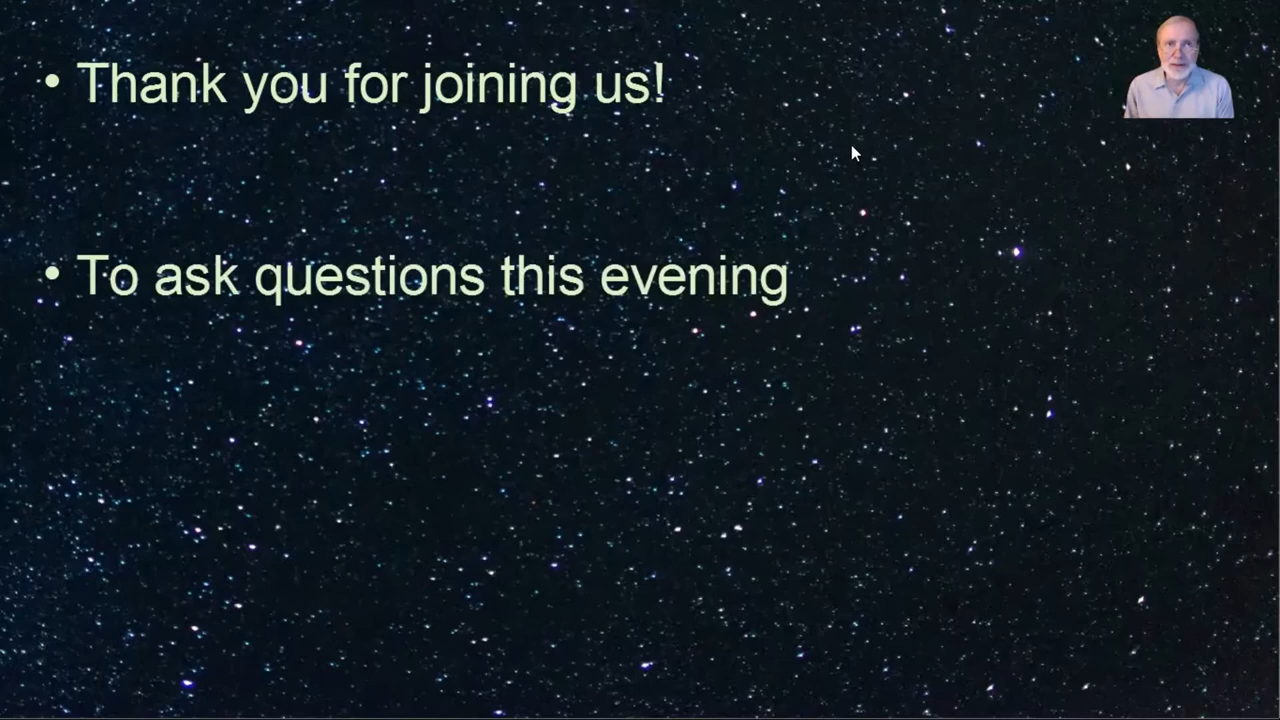 • Thank you for joining us!
• To ask questions this evening